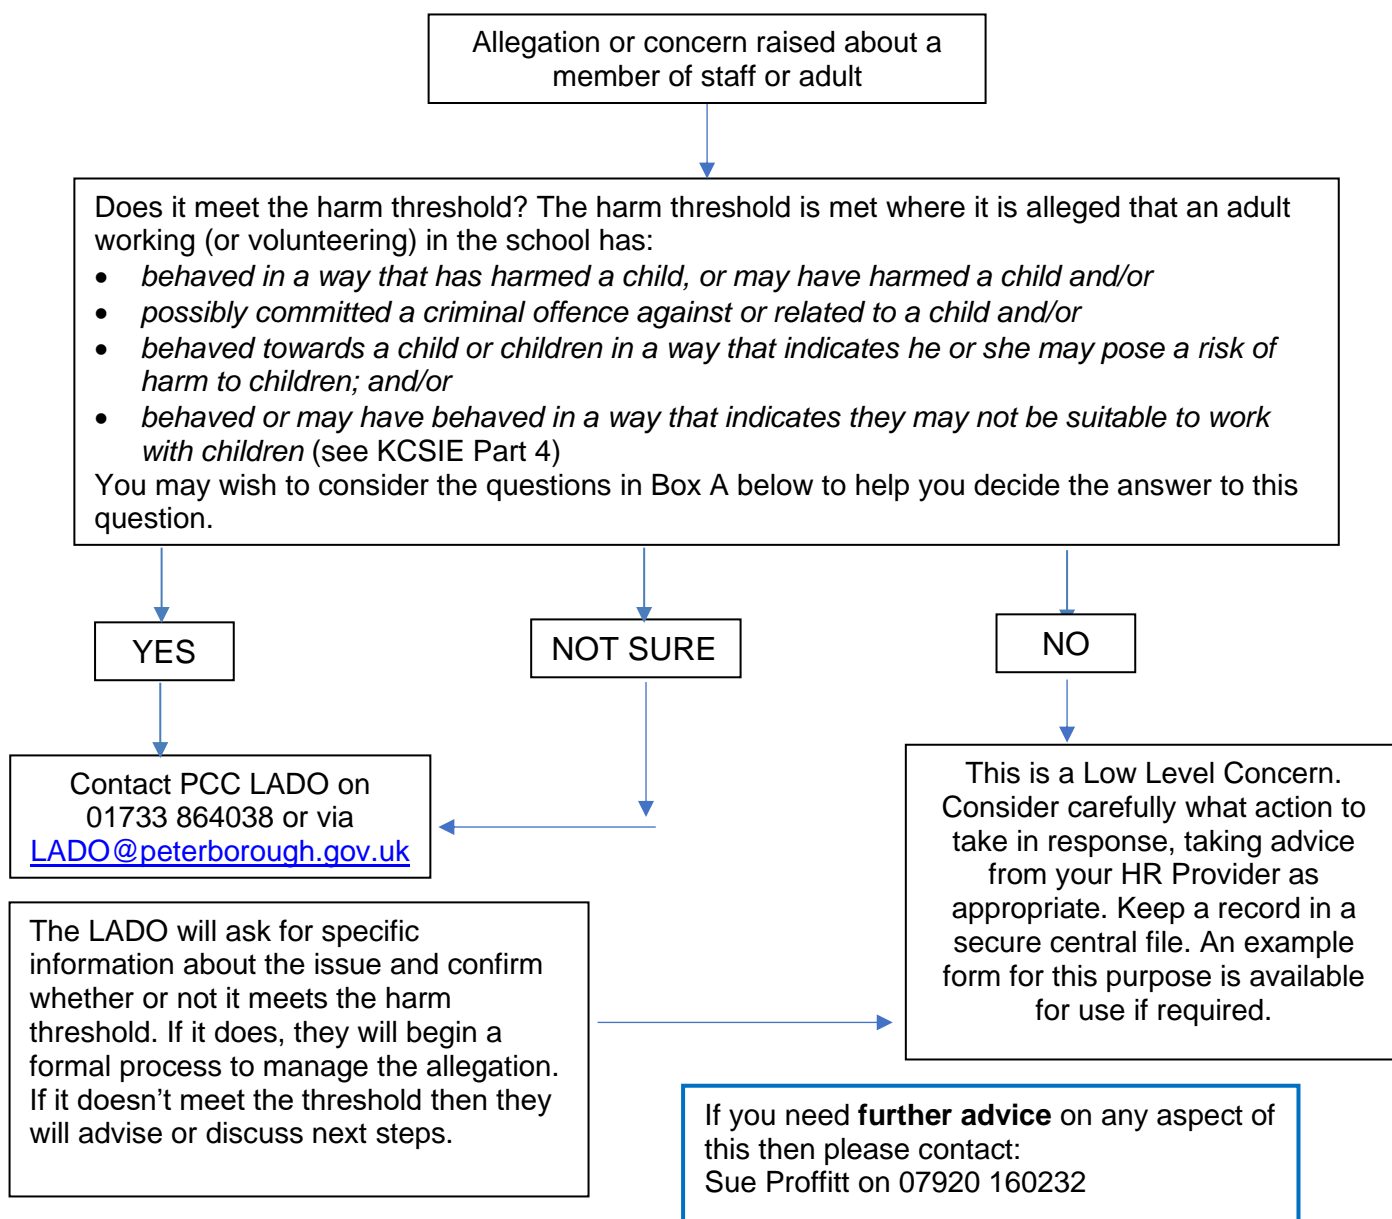 Allegation or concern raised about a
member of staff or adult
Does it meet the harm threshold? The harm threshold is met where it is alleged that an adult
working (or volunteering) in the school has:
• behaved in a way that has harmed a child, or may have harmed a child and/or
• possibly committed a criminal offence against or related to a child and/or
• behaved towards a child or children in a way that indicates he or she may pose a risk of
harm to children; and/or
• behaved or may have behaved in a way that indicates they may not be suitable to work
with children (see KCSIE Part 4)
You may wish to consider the questions in Box A below to help you decide the answer to this
question.
YES
NOT SURE
NO
Contact PCC LADO on
01733 864038 or via
LADO@peterborough.gov.uk
This is a Low Level Concern.
Consider carefully what action to
take in response, taking advice
from your HR Provider as
appropriate. Keep a record in a
secure central file. An example
form for this purpose is available
for use if required.
The LADO will ask for specific
information about the issue and confirm
whether or not it meets the harm
threshold. If it does, they will begin a
formal process to manage the allegation.
If it doesn’t meet the threshold then they
will advise or discuss next steps.
If you need further advice on any aspect of
this then please contact:
Sue Proffitt on 07920 160232